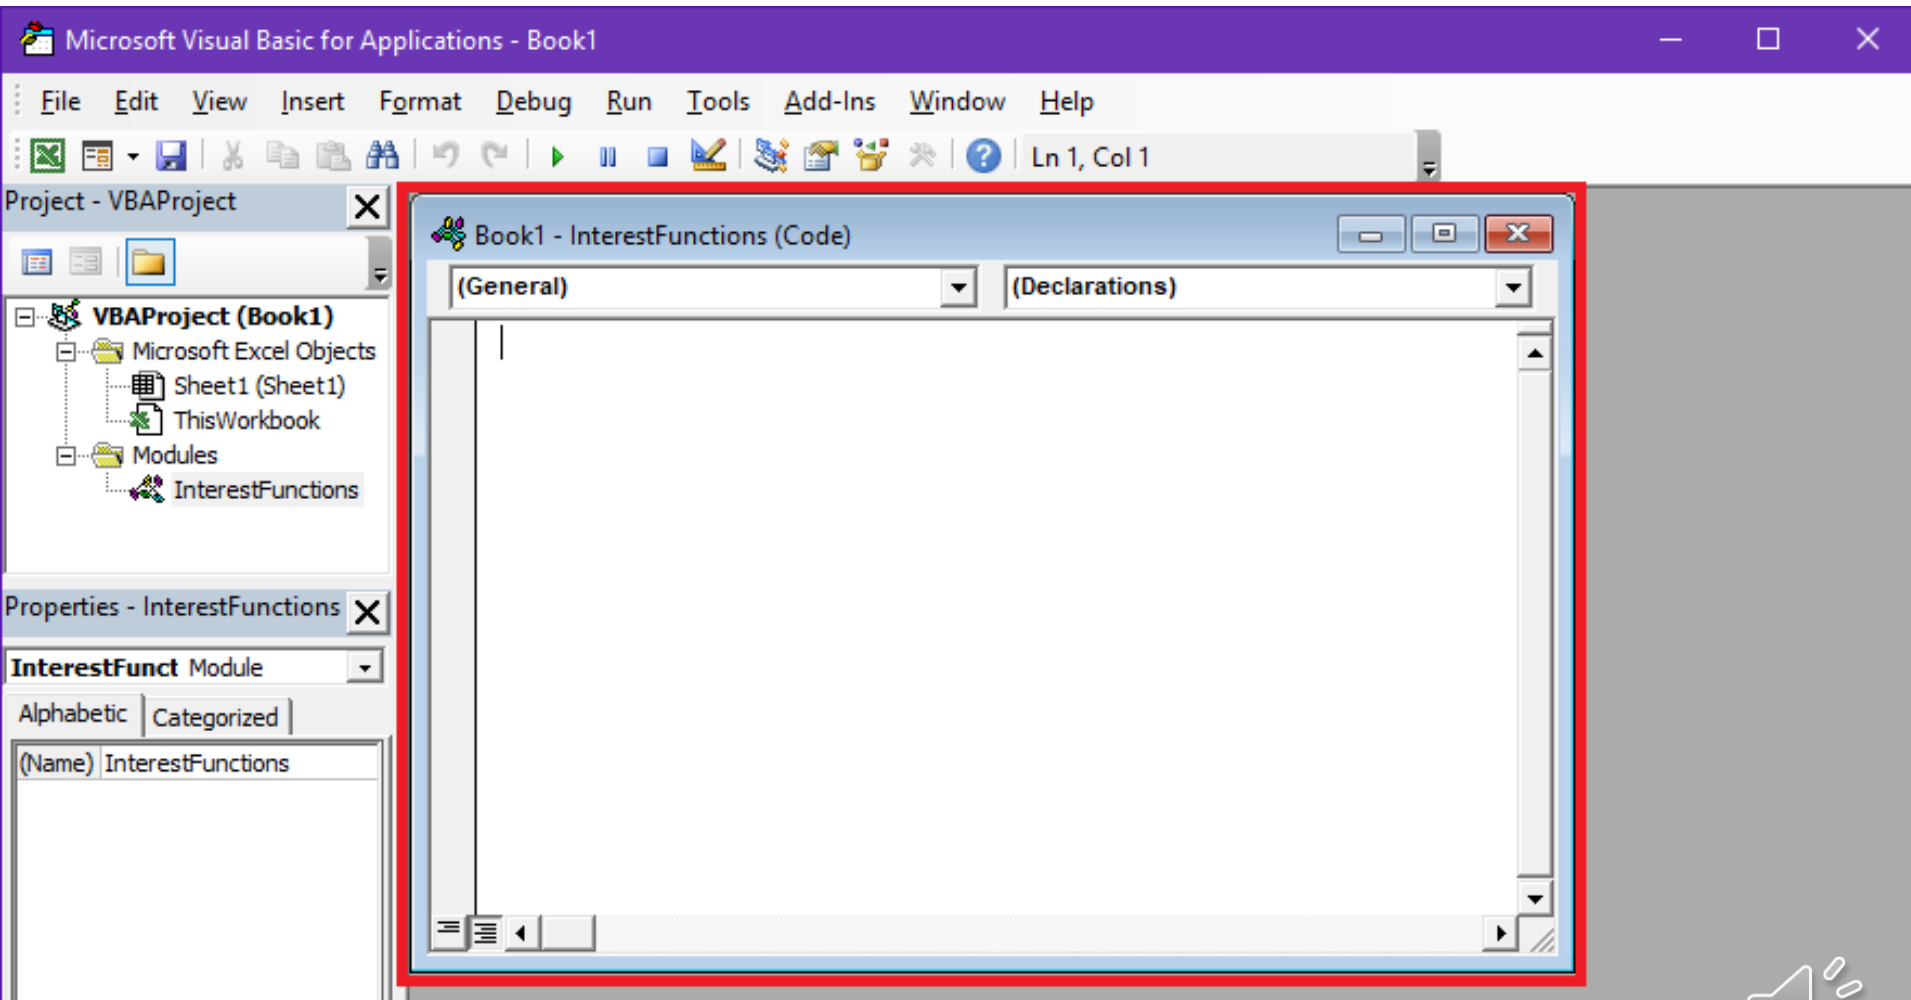 Microsoft Visual Basic for Applications - Book1
File Edit View Insert Format Debug Run Tools Add-Ins Window Help
Ln 1, Col 1
Project - VBAProject
VBAProject (Book1)
Microsoft Excel Objects
Sheet1 (Sheet1)
ThisWorkbook
Modules
InterestFunctions
Properties - InterestFunctions
InterestFunct Module
Alphabetic Categorized
(Name) InterestFunctions
Book1 - InterestFunctions (Code)
(General) (Declarations)